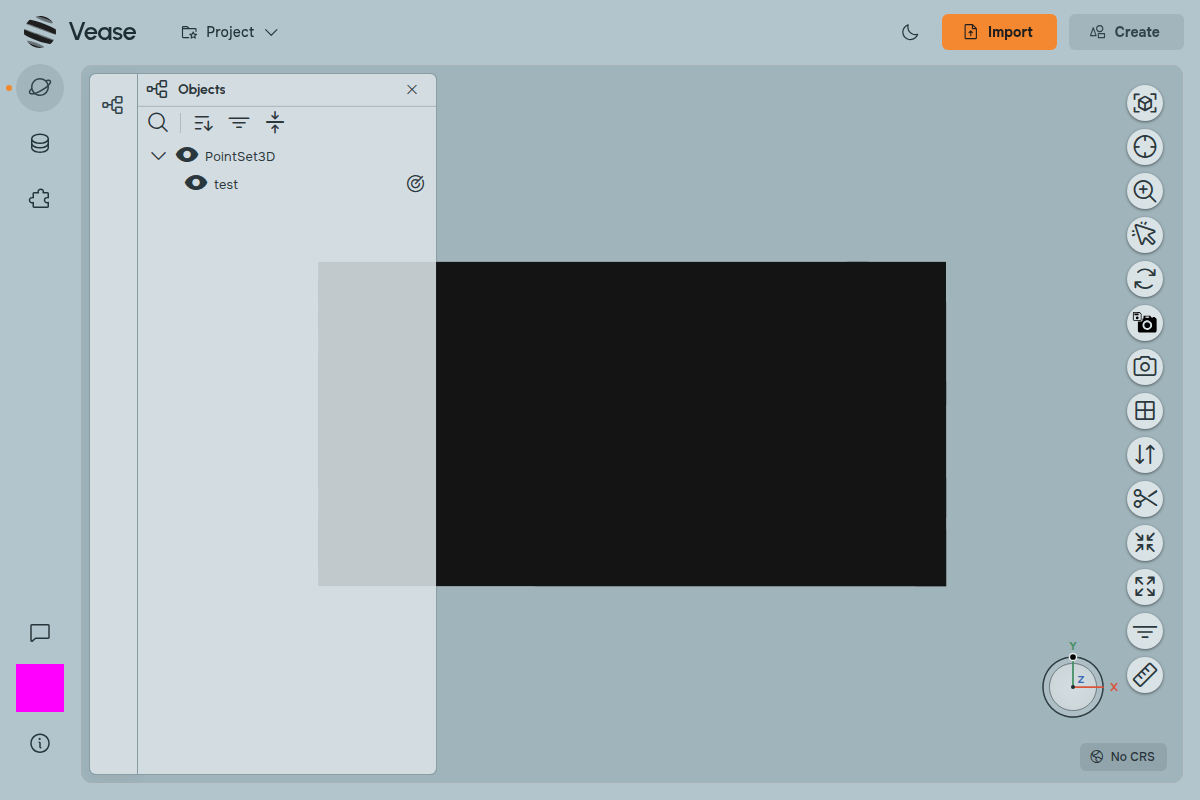 Vease
Project
Import
Create
Objects
PointSet3D
test
Y
Z
X
No CRS